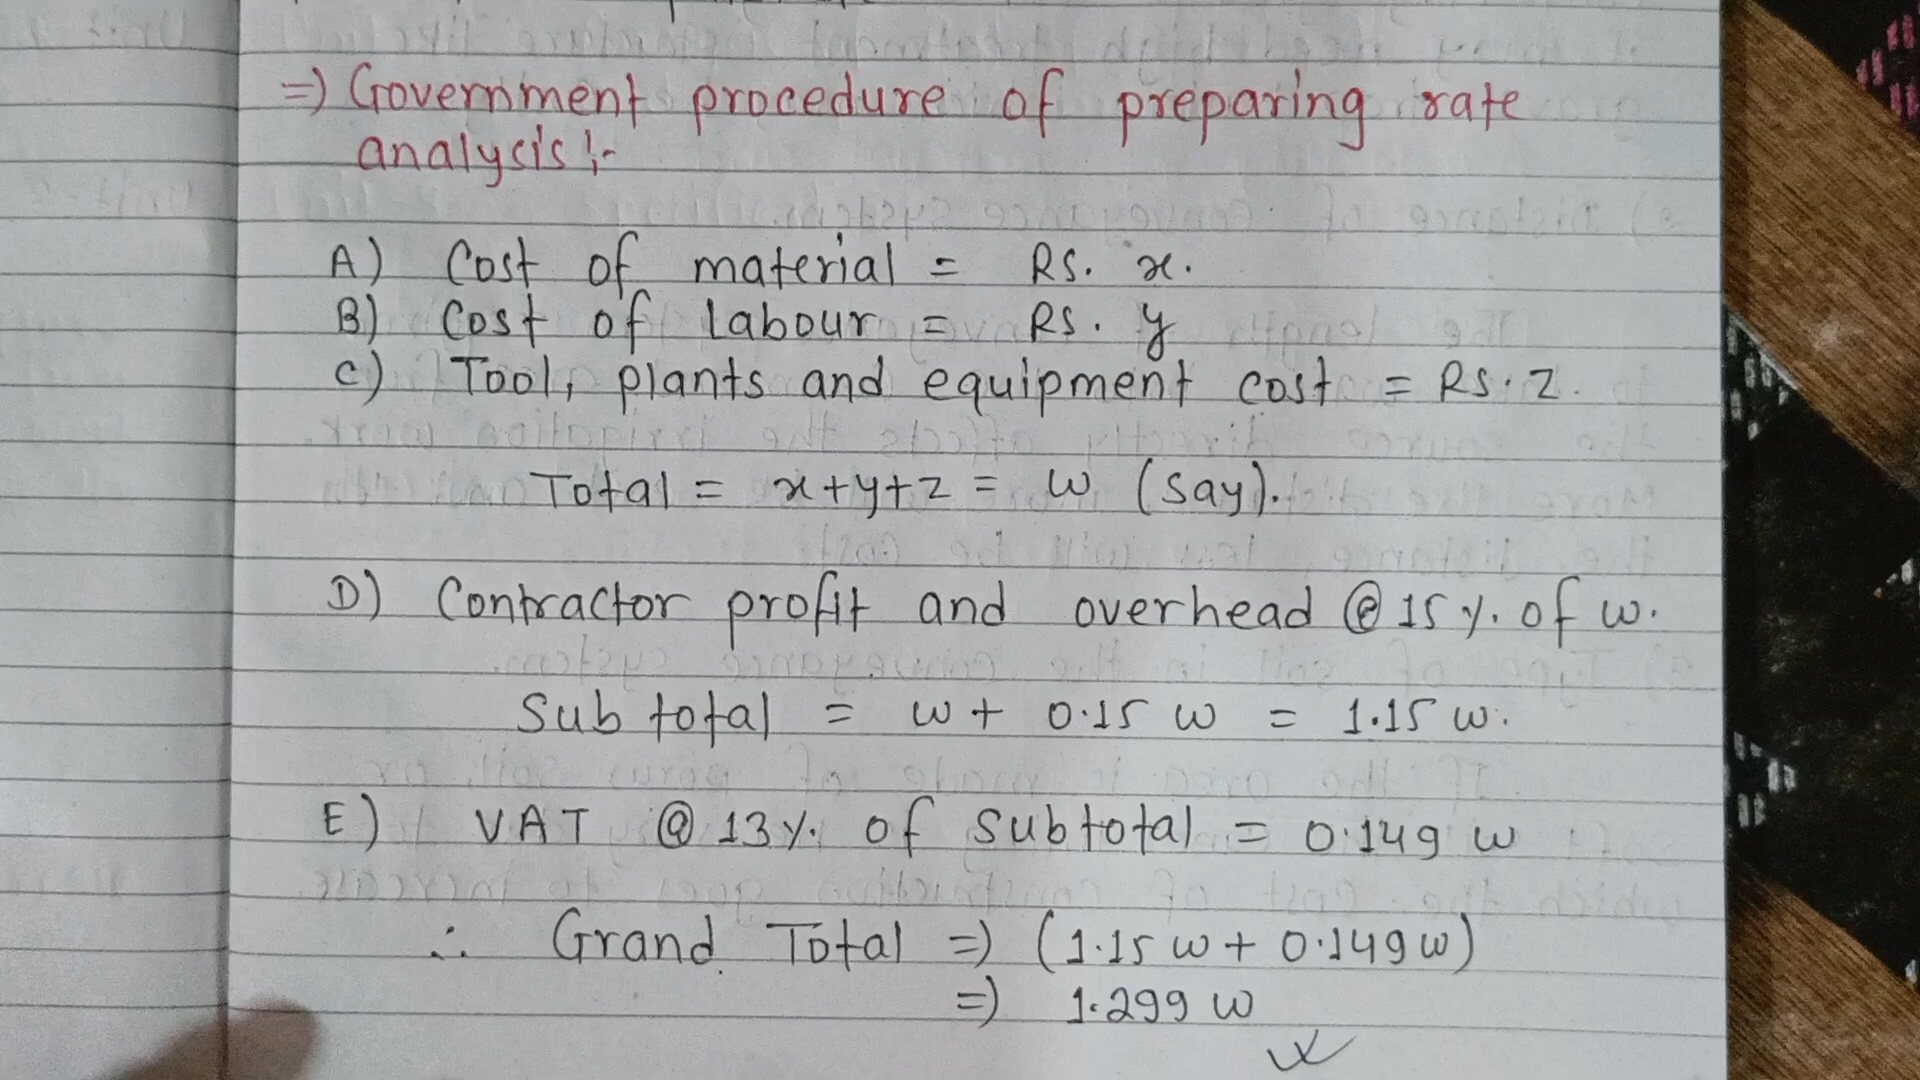 =) Government procedure of preparing rate
analysis :-
A) Cost of material = Rs. x.
B) Cost of labour = Rs. y
C) Tool, plants and equipment cost = Rs. z.
Total = x+y+z = w (say).
D) Contractor profit and overhead @ 15 %. of w.
Sub total = w + 0.15 w = 1.15 w.
E) VAT @ 13 %. of subtotal = 0.149 w
∴ Grand Total =) (1.15 w + 0.149 w)
=) 1.299 w